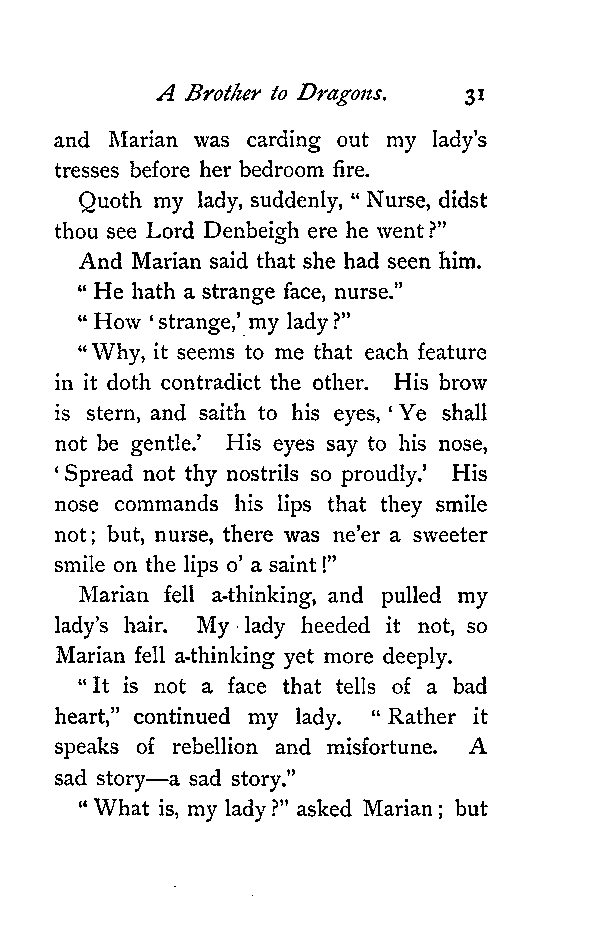 A Brother to Dragons. 31
and Marian was carding out my lady's
tresses before her bedroom fire.
Quoth my lady, suddenly, “ Nurse, didst
thou see Lord Denbeigh ere he went ?”
And Marian said that she had seen him.
“ He hath a strange face, nurse.”
“ How ‘ strange,’ my lady ?”
“ Why, it seems to me that each feature
in it doth contradict the other. His brow
is stern, and saith to his eyes, ‘ Ye shall
not be gentle.’ His eyes say to his nose,
‘ Spread not thy nostrils so proudly.’ His
nose commands his lips that they smile
not ; but, nurse, there was ne'er a sweeter
smile on the lips o' a saint !”
Marian fell a-thinking, and pulled my
lady's hair. My lady heeded it not, so
Marian fell a-thinking yet more deeply.
“ It is not a face that tells of a bad
heart,” continued my lady. “ Rather it
speaks of rebellion and misfortune. A
sad story—a sad story.”
“ What is, my lady ?” asked Marian ; but